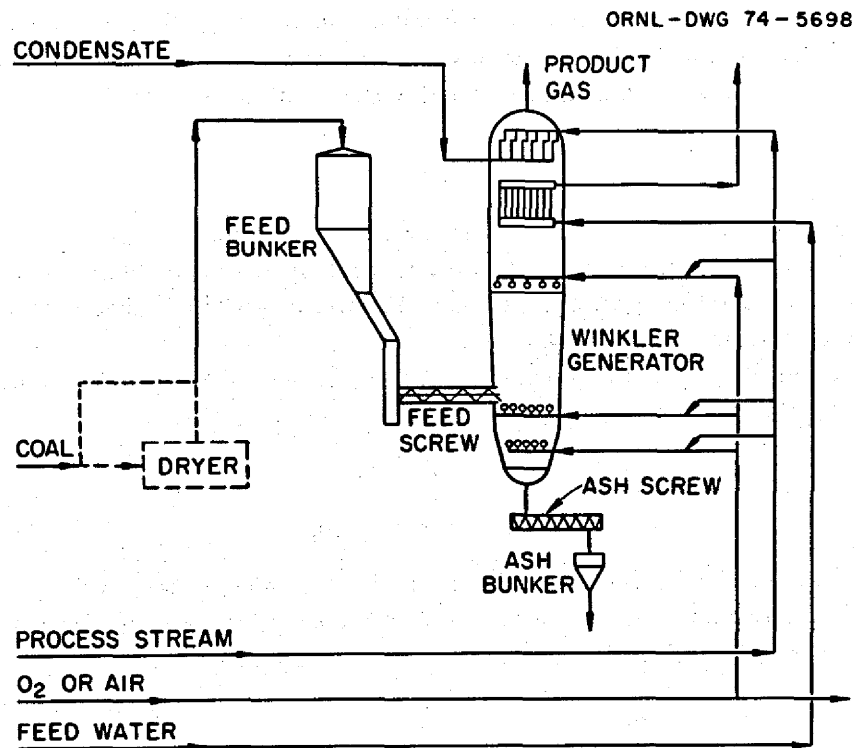 ORNL-DWG 74-5698
CONDENSATE
PRODUCT
GAS
FEED
BUNKER
WINKLER
GENERATOR
FEED
SCREW
COAL
DRYER
ASH SCREW
ASH
BUNKER
PROCESS STREAM
O₂ OR AIR
FEED WATER